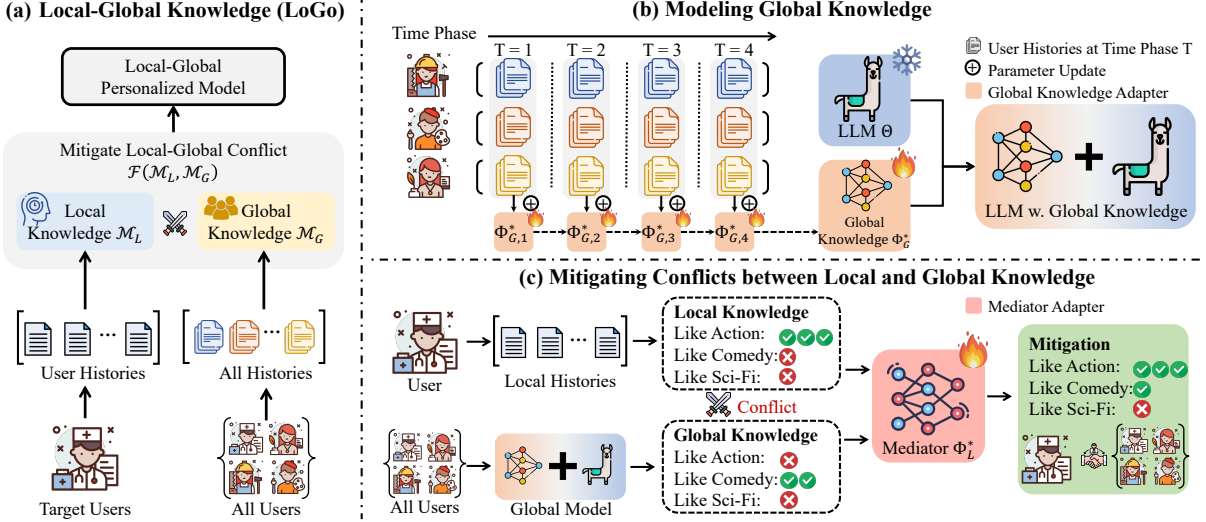 (a) Local-Global Knowledge (LoGo)
Local-Global
Personalized Model
Mitigate Local-Global Conflict
ℱ(ℳ_L, ℳ_G)
Local
Knowledge ℳ_L
Global
Knowledge ℳ_G
[ ... ]
[ ... ]
User Histories
All Histories
Target Users
All Users
(b) Modeling Global Knowledge
Time Phase
T = 1
T = 2
T = 3
T = 4
Φ*_{G,1}
Φ*_{G,2}
Φ*_{G,3}
Φ*_{G,4}
LLM Θ
Global
Knowledge Φ*_G
User Histories at Time Phase T
Parameter Update
Global Knowledge Adapter
+
LLM w. Global Knowledge
(c) Mitigating Conflicts between Local and Global Knowledge
User
[ ... ]
Local Histories
Local Knowledge
Like Action:
Like Comedy:
Like Sci-Fi:
Conflict
All Users
+
Global Model
Global Knowledge
Like Action:
Like Comedy:
Like Sci-Fi:
Mediator Adapter
Mediator Φ*_L
Mitigation
Like Action:
Like Comedy:
Like Sci-Fi: